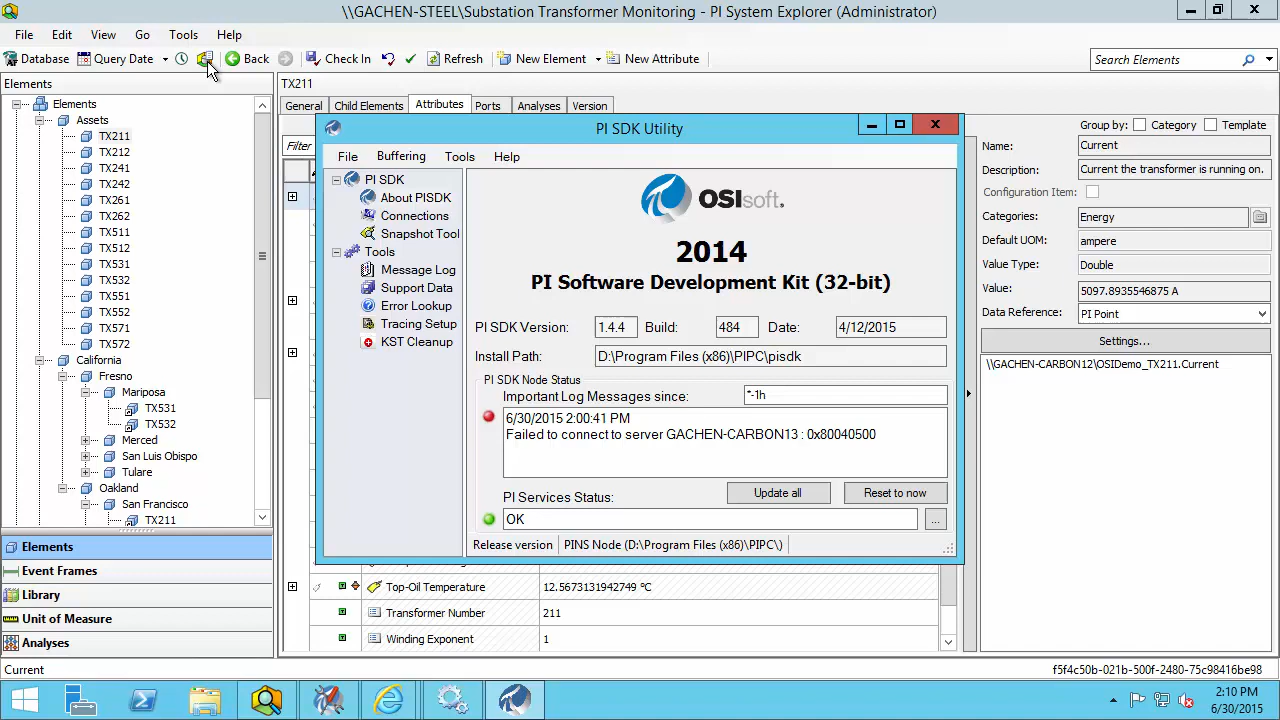 \\GACHEN-STEEL\Substation Transformer Monitoring - PI System Explorer (Administrator)
File Edit View Go Tools Help
Database Query Date Back Check In Refresh New Element New Attribute Search Elements
Elements
Elements
Assets
TX211
TX212
TX241
TX242
TX261
TX262
TX511
TX512
TX531
TX532
TX551
TX552
TX571
TX572
California
Fresno
Mariposa
TX531
TX532
Merced
San Luis Obispo
Tulare
Oakland
San Francisco
TX211
Elements
Event Frames
Library
Unit of Measure
Analyses
TX211
General Child Elements Attributes Ports Analyses Version
Filter
PI SDK Utility
File Buffering Tools Help
PI SDK
About PISDK
Connections
Snapshot Tool
Tools
Message Log
Support Data
Error Lookup
Tracing Setup
KST Cleanup
OSIsoft.
2014
PI Software Development Kit (32-bit)
PI SDK Version: 1.4.4 Build: 484 Date: 4/12/2015
Install Path: D:\Program Files (x86)\PIPC\pisdk
PI SDK Node Status
Important Log Messages since: *-1h
6/30/2015 2:00:41 PM
Failed to connect to server GACHEN-CARBON13 : 0x80040500
Update all Reset to now
PI Services Status:
OK ...
Release version PINS Node (D:\Program Files (x86)\PIPC\)
Top-Oil Temperature 12.5673131942749 °C
Transformer Number 211
Winding Exponent 1
Group by: Category Template
Name: Current
Description: Current the transformer is running on.
Configuration Item:
Categories: Energy
Default UOM: ampere
Value Type: Double
Value: 5097.8935546875 A
Data Reference: PI Point
Settings...
\\GACHEN-CARBON12\OSIDemo_TX211.Current
Current f5f4c50b-021b-500f-2480-75c98416be98
2:10 PM
6/30/2015